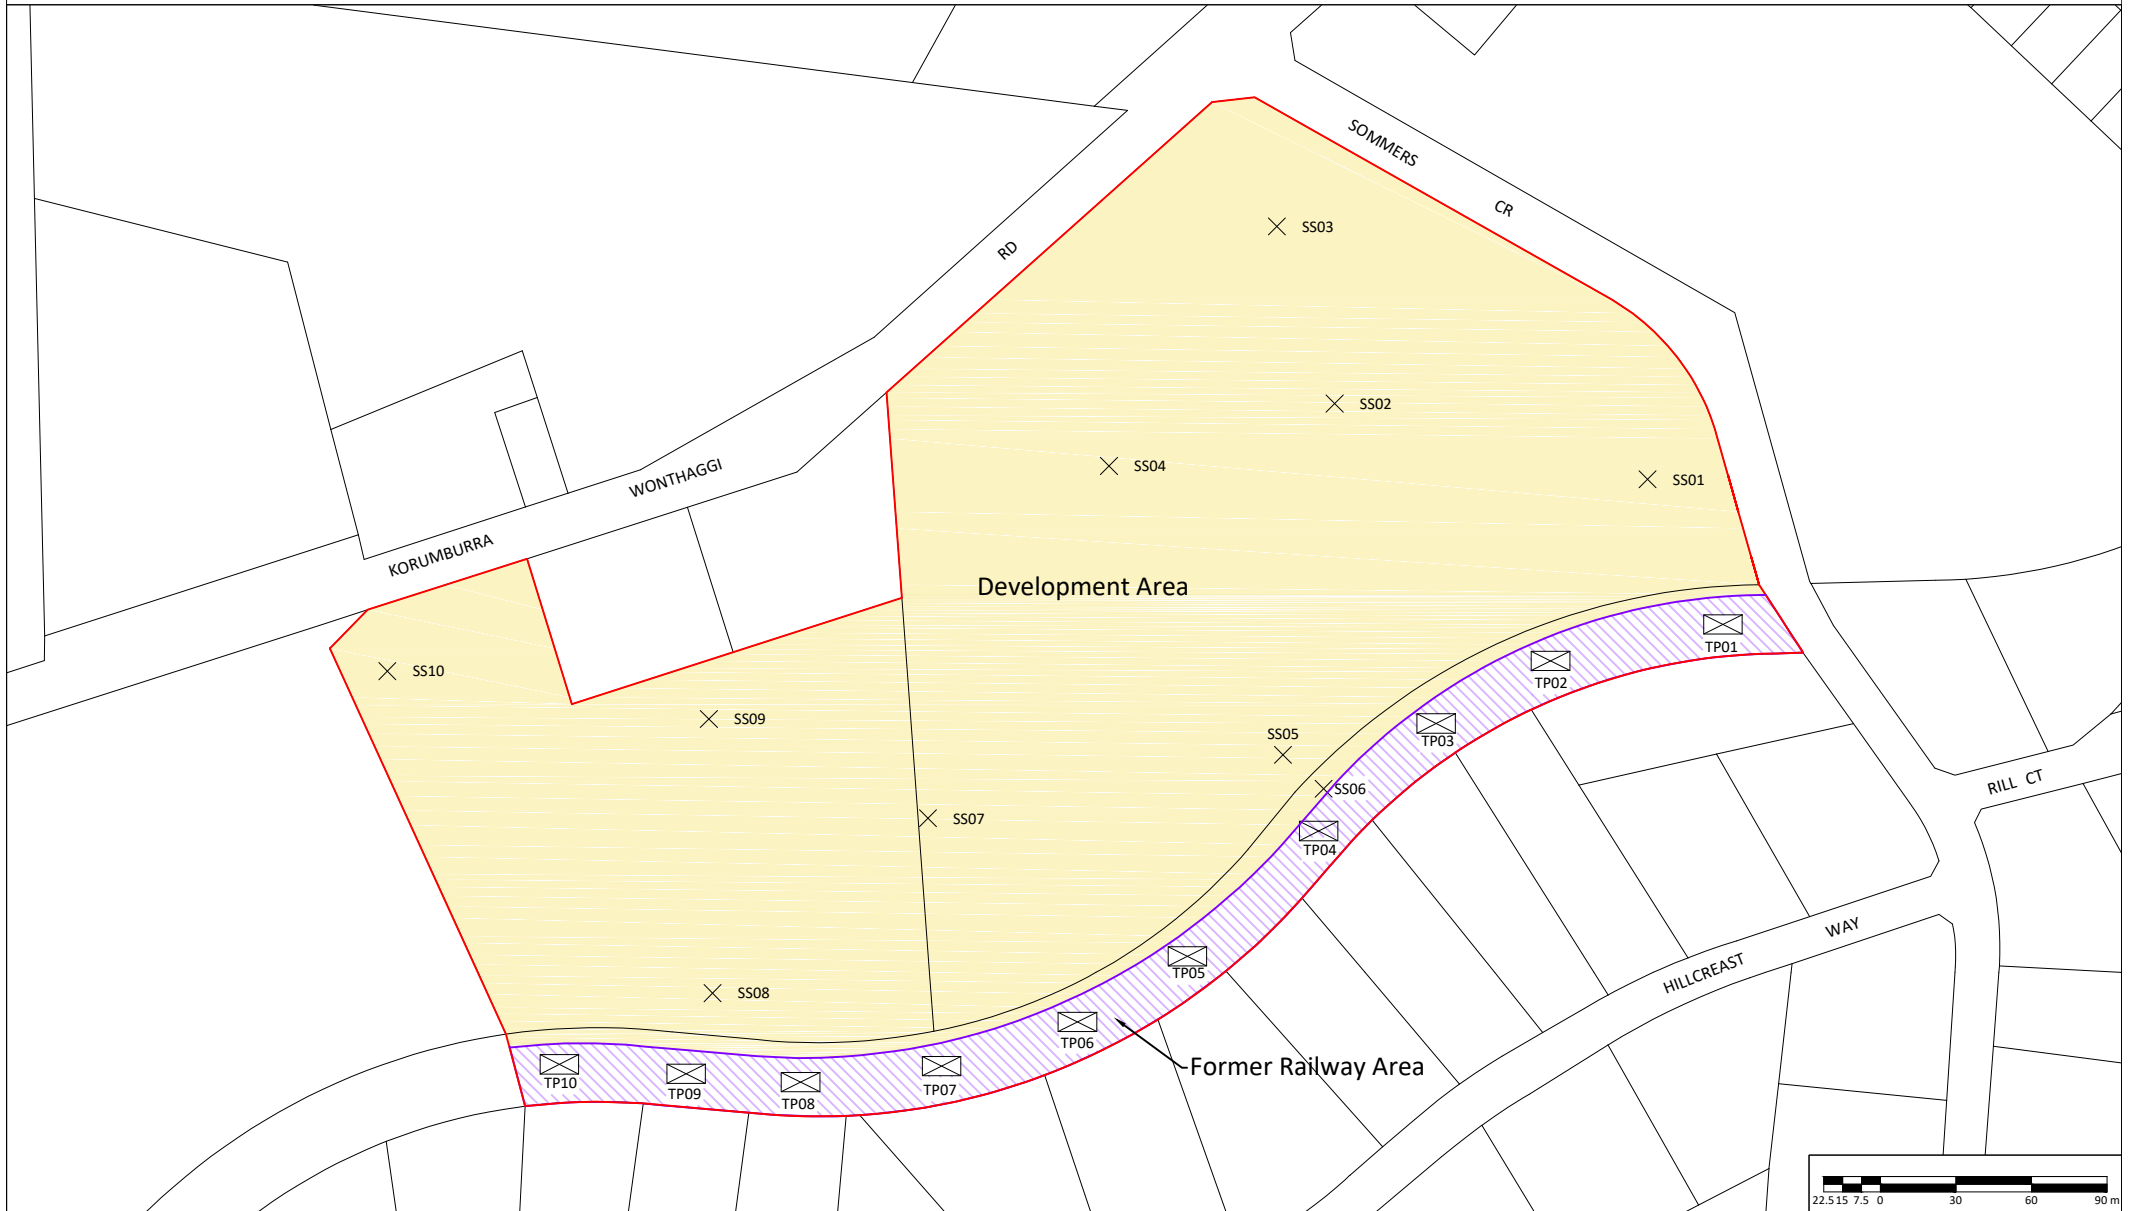 SOMMERS
CR
SS03
RD
SS02
SS04
SS01
WONTHAGGI
KORUMBURRA
Development Area
TP01
TP02
SS10
SS09
SS05
TP03
SS06
RILL CT
SS07
TP04
WAY
HILLCREAST
TP05
SS08
TP06
Former Railway Area
TP10
TP09
TP08
TP07
22.5 15 7.5 0 30 60 90 m